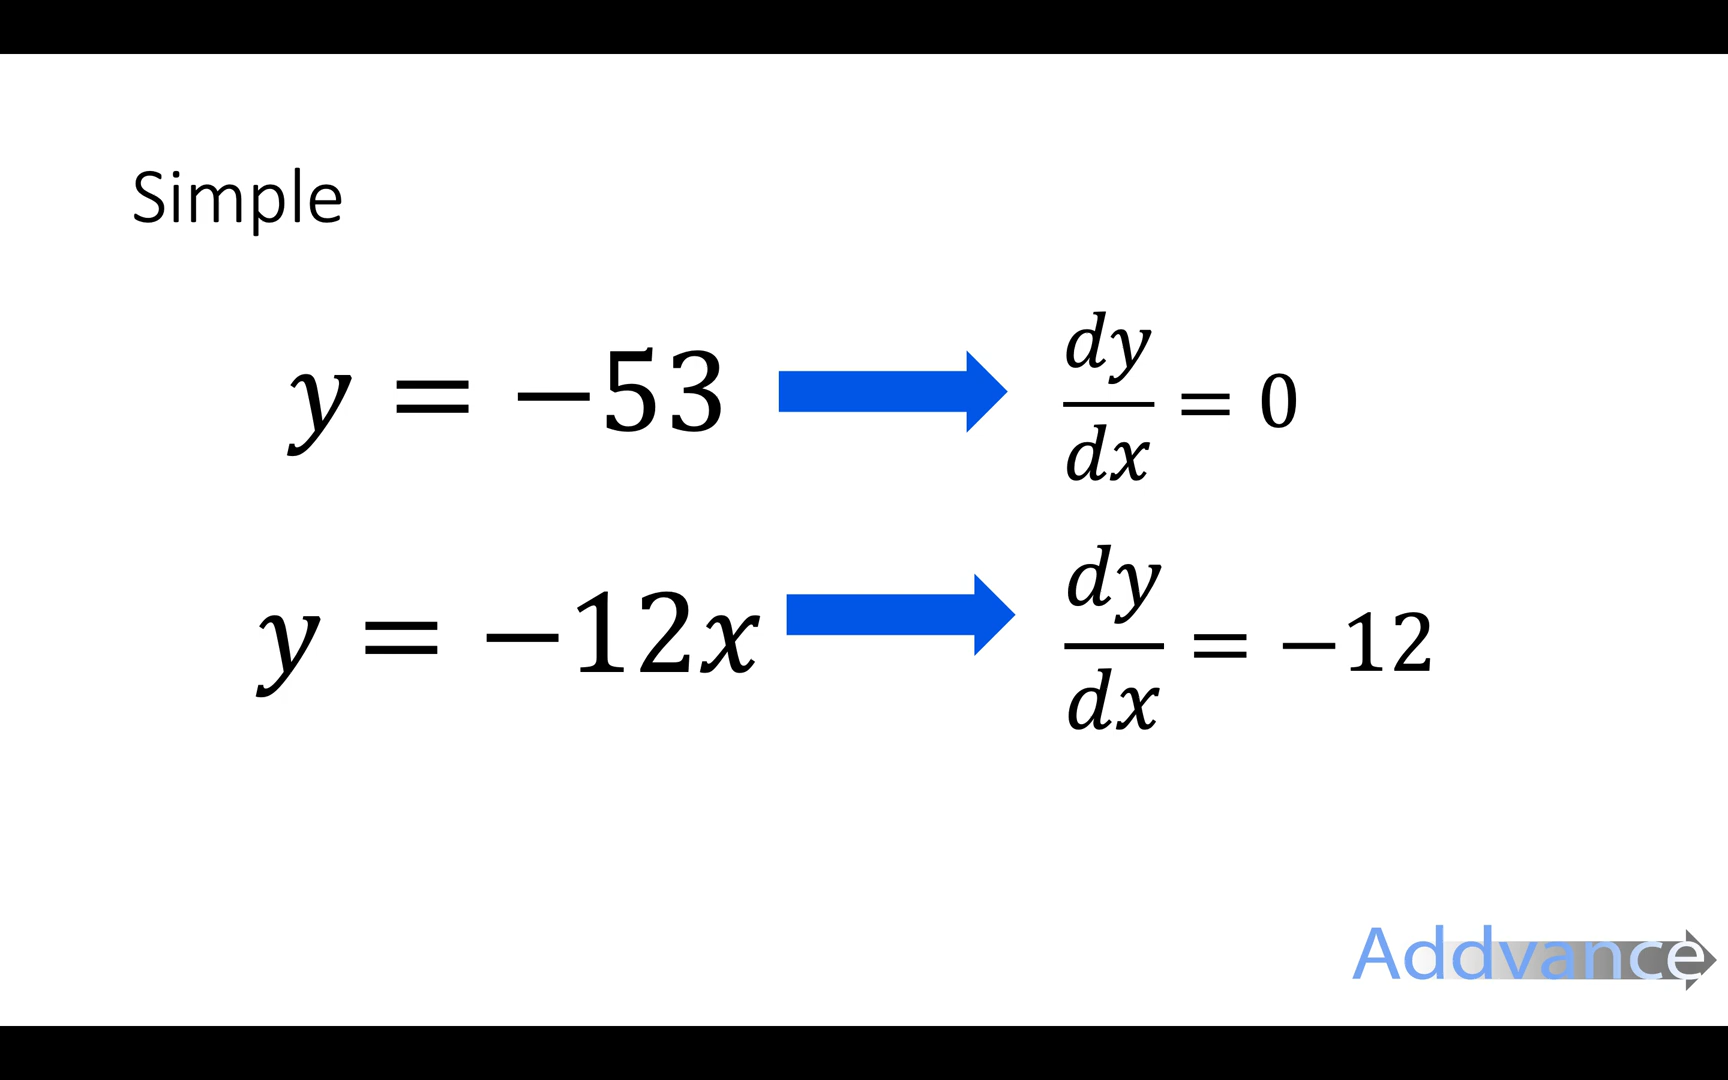 Simple
y = −53 dy/dx = 0
y = −12x dy/dx = −12
Addvance